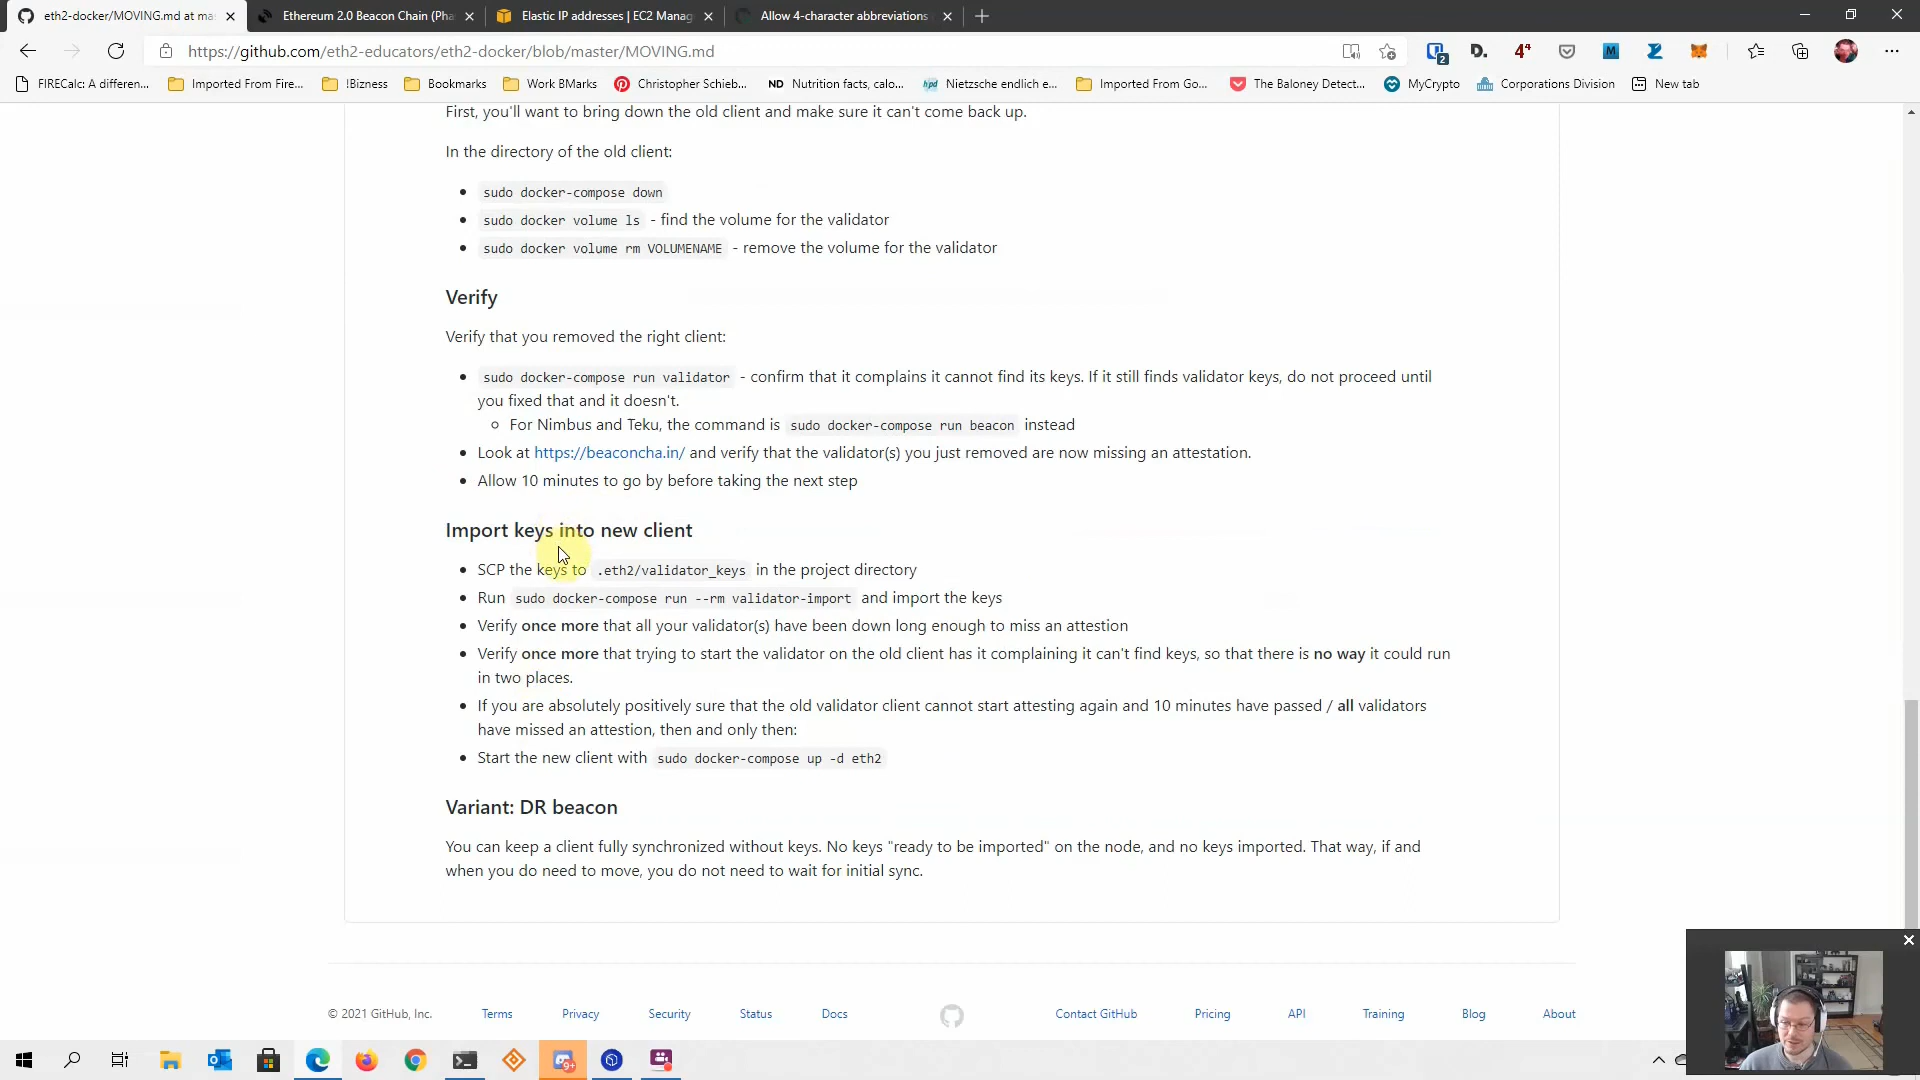 eth2-docker/MOVING.md at mas
Ethereum 2.0 Beacon Chain (Pha
Elastic IP addresses | EC2 Manag
Allow 4-character abbreviations
https://github.com/eth2-educators/eth2-docker/blob/master/MOVING.md
FIRECalc: A differen...
Imported From Fire...
!Bizness
Bookmarks
Work BMarks
Christopher Schieb...
ND Nutrition facts, calo...
hpd Nietzsche endlich e...
Imported From Go...
The Baloney Detect...
MyCrypto
Corporations Division
New tab
First, you'll want to bring down the old client and make sure it can't come back up.
In the directory of the old client:
sudo docker-compose down
sudo docker volume ls - find the volume for the validator
sudo docker volume rm VOLUMENAME - remove the volume for the validator
Verify
Verify that you removed the right client:
sudo docker-compose run validator - confirm that it complains it cannot find its keys. If it still finds validator keys, do not proceed until
you fixed that and it doesn't.
For Nimbus and Teku, the command is sudo docker-compose run beacon instead
Look at https://beaconcha.in/ and verify that the validator(s) you just removed are now missing an attestation.
Allow 10 minutes to go by before taking the next step
Import keys into new client
SCP the keys to .eth2/validator_keys in the project directory
Run sudo docker-compose run --rm validator-import and import the keys
Verify once more that all your validator(s) have been down long enough to miss an attestion
Verify once more that trying to start the validator on the old client has it complaining it can't find keys, so that there is no way it could run
in two places.
If you are absolutely positively sure that the old validator client cannot start attesting again and 10 minutes have passed / all validators
have missed an attestion, then and only then:
Start the new client with sudo docker-compose up -d eth2
Variant: DR beacon
You can keep a client fully synchronized without keys. No keys "ready to be imported" on the node, and no keys imported. That way, if and
when you do need to move, you do not need to wait for initial sync.
© 2021 GitHub, Inc.
Terms
Privacy
Security
Status
Docs
Contact GitHub
Pricing
API
Training
Blog
About
9+